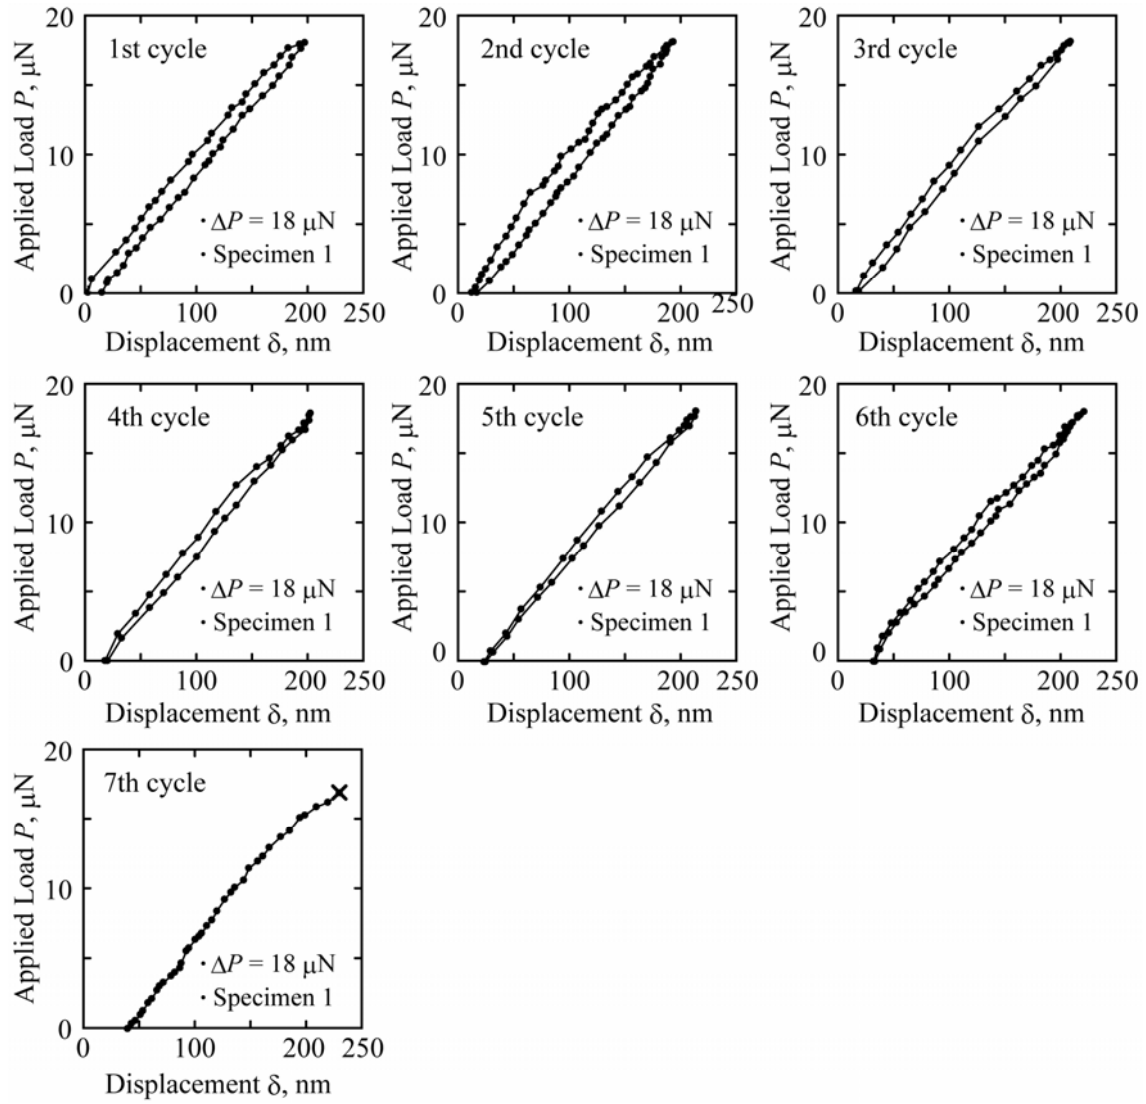 20
1st cycle
Applied Load P, μN
10
· ΔP = 18 μN
· Specimen 1
0
0 100 200 250
Displacement δ, nm
20
2nd cycle
Applied Load P, μN
10
· ΔP = 18 μN
· Specimen 1
0
0 100 200 250
Displacement δ, nm
20
3rd cycle
Applied Load P, μN
10
· ΔP = 18 μN
· Specimen 1
0
0 100 200 250
Displacement δ, nm
20
4th cycle
Applied Load P, μN
10
· ΔP = 18 μN
· Specimen 1
0
0 100 200 250
Displacement δ, nm
20
5th cycle
Applied Load P, μN
10
· ΔP = 18 μN
· Specimen 1
0
0 100 200 250
Displacement δ, nm
20
6th cycle
Applied Load P, μN
10
· ΔP = 18 μN
· Specimen 1
0
0 100 200 250
Displacement δ, nm
20
7th cycle
Applied Load P, μN
10
· ΔP = 18 μN
· Specimen 1
0
0 100 200 250
Displacement δ, nm